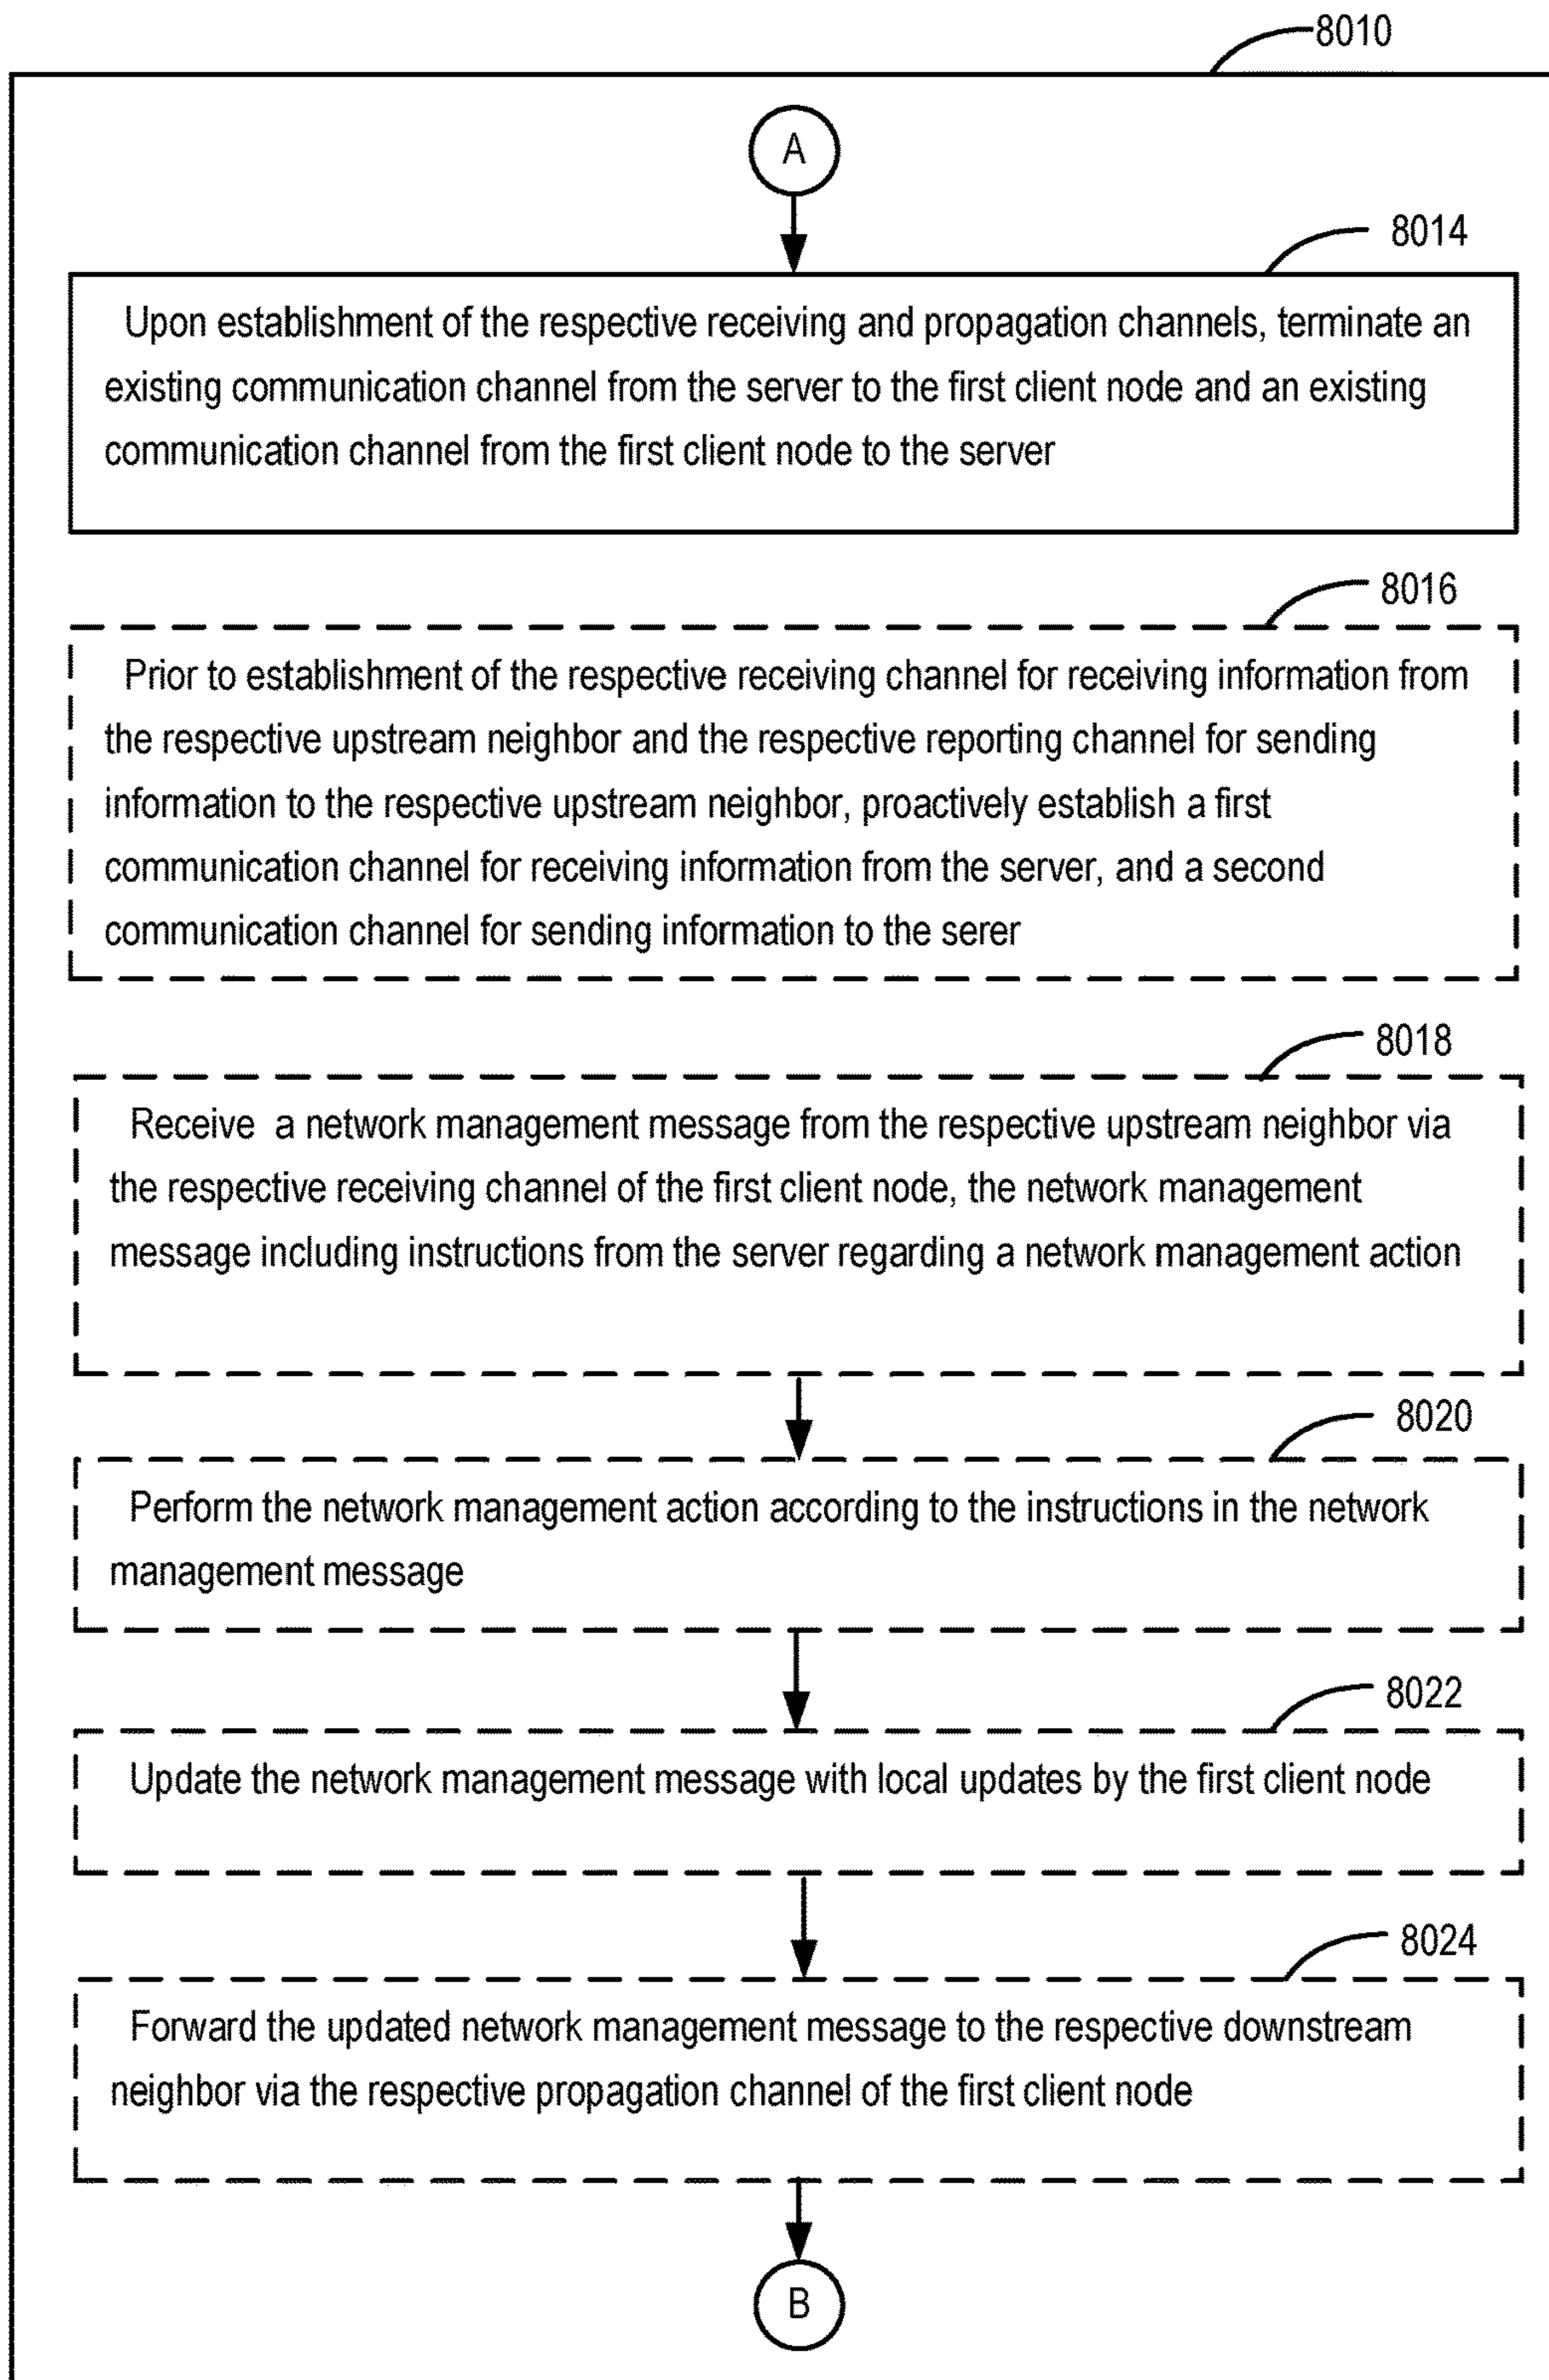 8010
A
8014
Upon establishment of the respective receiving and propagation channels, terminate an
existing communication channel from the server to the first client node and an existing
communication channel from the first client node to the server
8016
Prior to establishment of the respective receiving channel for receiving information from
the respective upstream neighbor and the respective reporting channel for sending
information to the respective upstream neighbor, proactively establish a first
communication channel for receiving information from the server, and a second
communication channel for sending information to the serer
8018
Receive a network management message from the respective upstream neighbor via
the respective receiving channel of the first client node, the network management
message including instructions from the server regarding a network management action
8020
Perform the network management action according to the instructions in the network
management message
8022
Update the network management message with local updates by the first client node
8024
Forward the updated network management message to the respective downstream
neighbor via the respective propagation channel of the first client node
B